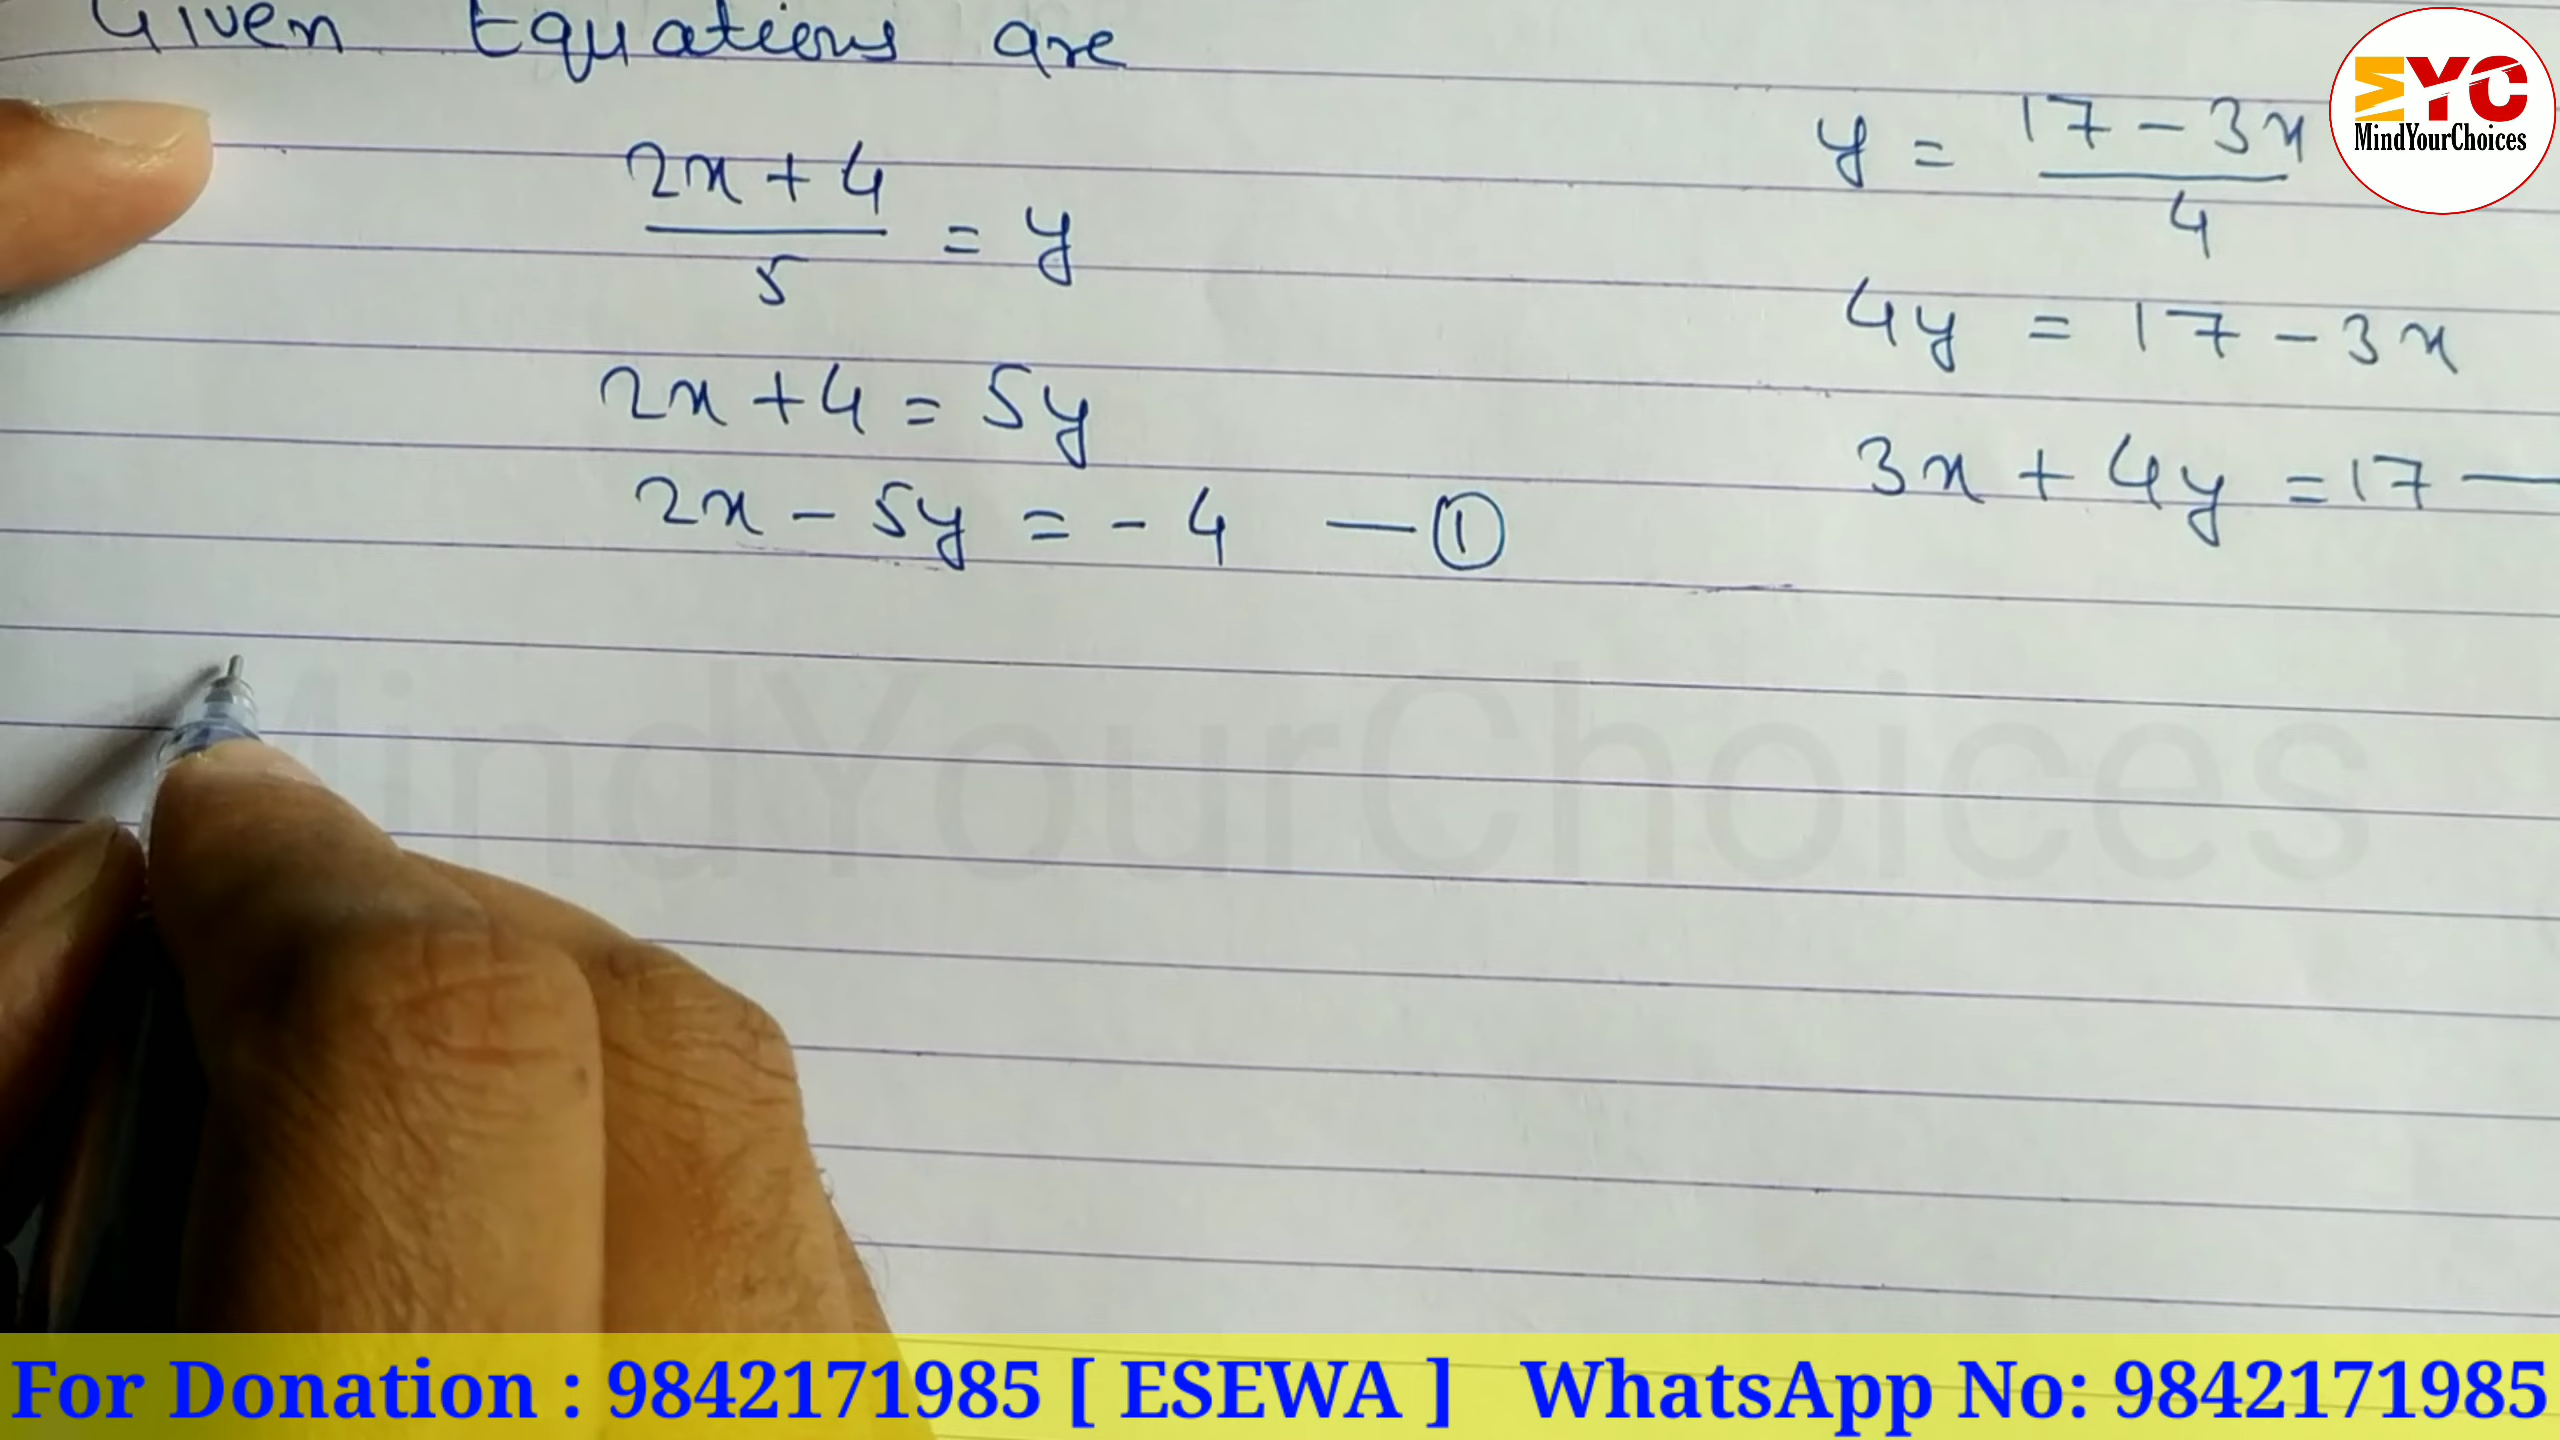 Given Equations are
2x + 4
5
= y
2x + 4 = 5y
2x - 5y = - 4 — ①
y = 17 - 3x
4
4y = 17 - 3x
3x + 4y = 17 —
MYC
MindYourChoices
MindYourChoices
For Donation : 9842171985 [ ESEWA ] WhatsApp No: 9842171985